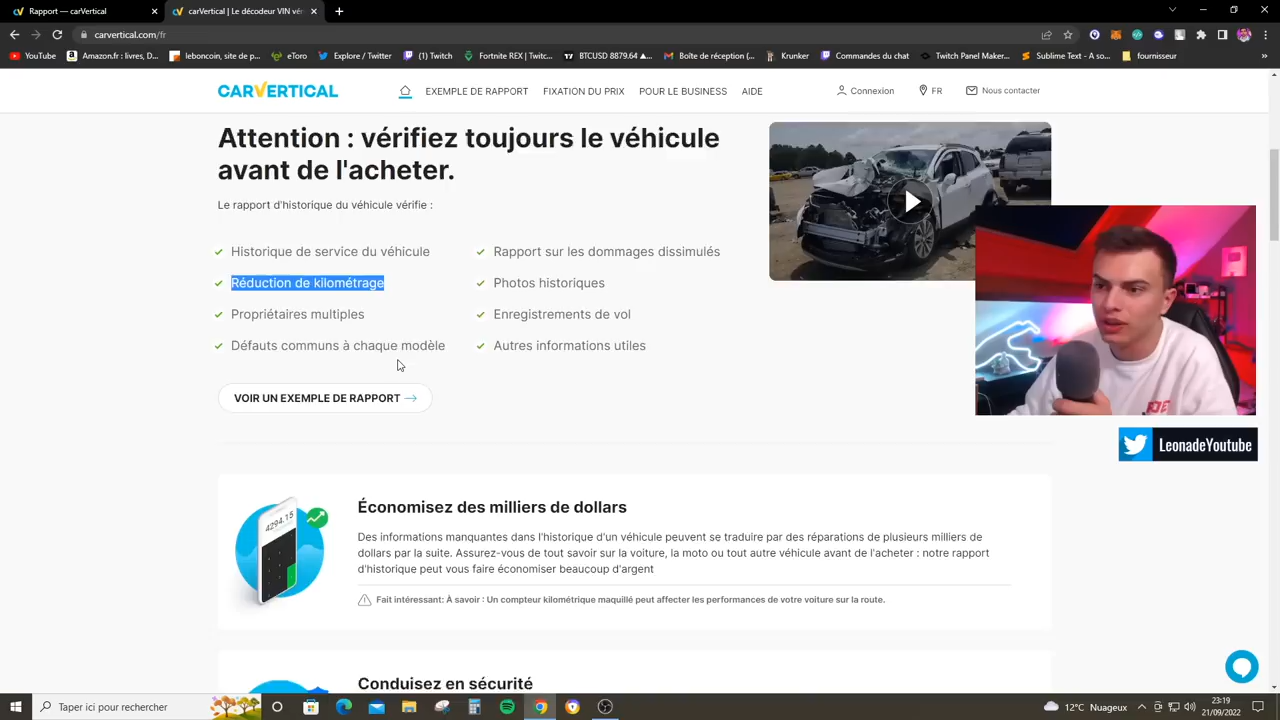 Rapport — carVertical
carVertical | Le décodeur VIN vér
carvertical.com/fr
YouTube
Amazon.fr : livres, D...
leboncoin, site de p...
eToro
Explore / Twitter
(1) Twitch
Fortnite REX | Twitc...
BTCUSD 8879.64 ▲...
Boîte de réception (...
Krunker
Commandes du chat
Twitch Panel Maker...
Sublime Text - A so...
fournisseur
CARVERTICAL
EXEMPLE DE RAPPORT
FIXATION DU PRIX
POUR LE BUSINESS
AIDE
Connexion
FR
Nous contacter
Attention : vérifiez toujours le véhicule
avant de l'acheter.
Le rapport d'historique du véhicule vérifie :
Historique de service du véhicule
Réduction de kilométrage
Propriétaires multiples
Défauts communs à chaque modèle
Rapport sur les dommages dissimulés
Photos historiques
Enregistrements de vol
Autres informations utiles
VOIR UN EXEMPLE DE RAPPORT
LeonadeYoutube
4294.15
Économisez des milliers de dollars
Des informations manquantes dans l'historique d'un véhicule peuvent se traduire par des réparations de plusieurs milliers de
dollars par la suite. Assurez-vous de tout savoir sur la voiture, la moto ou tout autre véhicule avant de l'acheter : notre rapport
d'historique peut vous faire économiser beaucoup d'argent
Fait intéressant: À savoir : Un compteur kilométrique maquillé peut affecter les performances de votre voiture sur la route.
Conduisez en sécurité
Taper ici pour rechercher
12°C Nuageux
23:19
21/09/2022